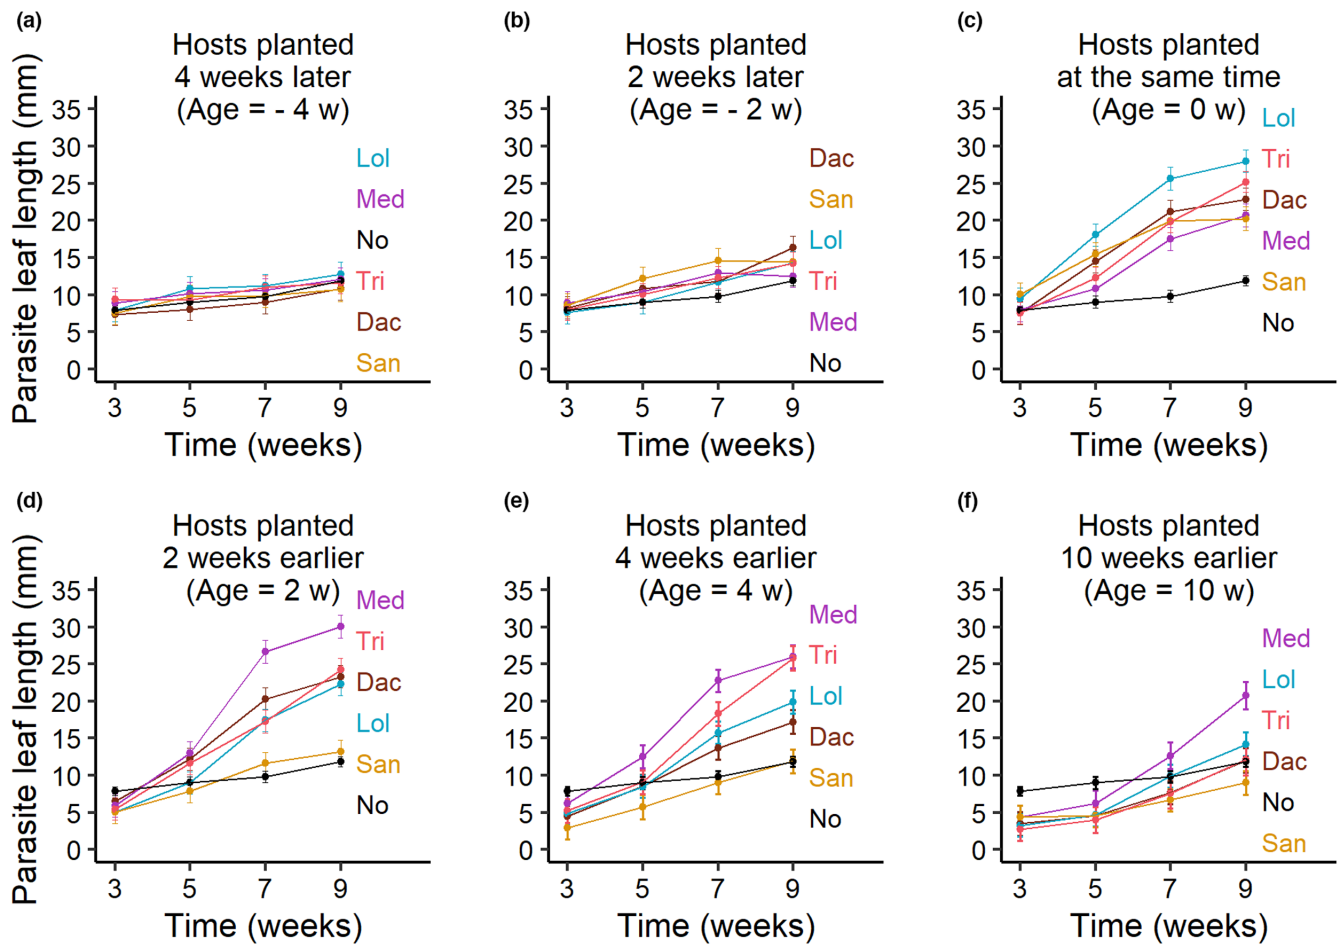 (a)
Hosts planted
4 weeks later
(Age = - 4 w)
Parasite leaf length (mm)
35
30
25
20
15
10
5
0
Lol
Med
No
Tri
Dac
San
3 5 7 9
Time (weeks)
(b)
Hosts planted
2 weeks later
(Age = - 2 w)
35
30
25
20
15
10
5
0
Dac
San
Lol
Tri
Med
No
3 5 7 9
Time (weeks)
(c)
Hosts planted
at the same time
(Age = 0 w)
35
30
25
20
15
10
5
0
Lol
Tri
Dac
Med
San
No
3 5 7 9
Time (weeks)
(d)
Hosts planted
2 weeks earlier
(Age = 2 w)
Parasite leaf length (mm)
35
30
25
20
15
10
5
0
Med
Tri
Dac
Lol
San
No
3 5 7 9
Time (weeks)
(e)
Hosts planted
4 weeks earlier
(Age = 4 w)
35
30
25
20
15
10
5
0
Med
Tri
Lol
Dac
San
No
3 5 7 9
Time (weeks)
(f)
Hosts planted
10 weeks earlier
(Age = 10 w)
35
30
25
20
15
10
5
0
Med
Lol
Tri
Dac
No
San
3 5 7 9
Time (weeks)